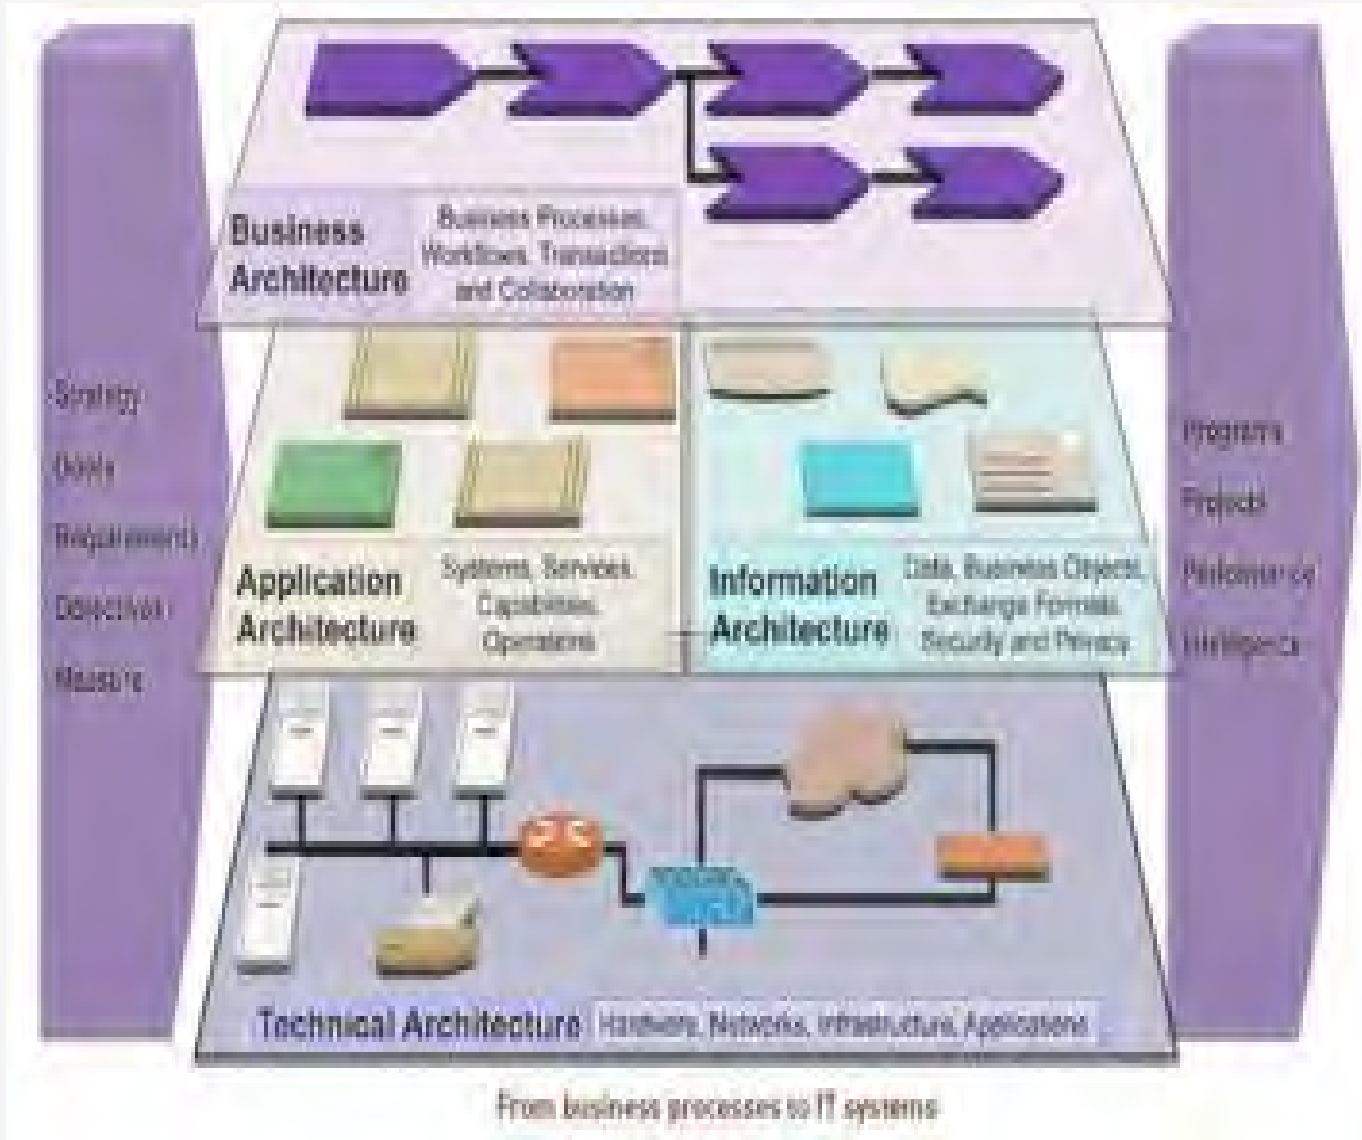 Business
Architecture
Business Processes,
Workflows, Transactions
and Collaboration
Strategy
Goals
Requirements
Objectives
Measure
Programs
Projects
Performance
Intelligence
Application
Architecture
Systems, Services,
Capabilities,
Operations
Information
Architecture
Data, Business Objects,
Exchange Formats,
Security and Privacy
Technical Architecture
Hardware, Networks, Infrastructure, Applications
From business processes to IT systems